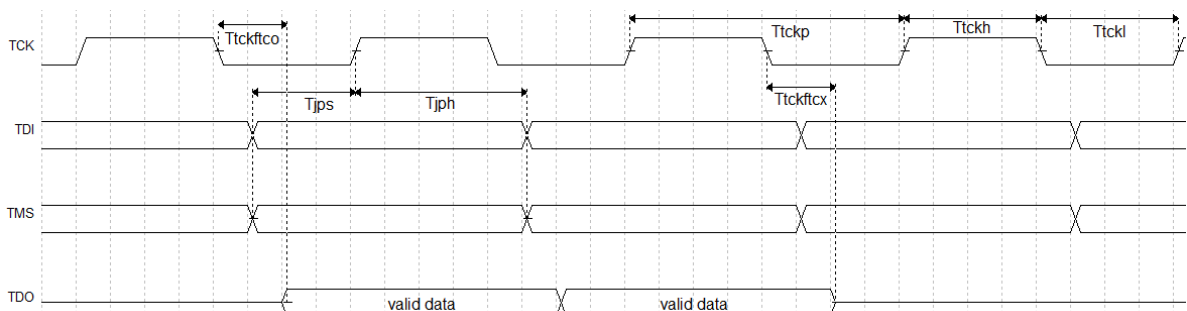 Ttckftco
Ttckp
Ttckh
Ttckl
TCK
Tjps
Tjph
Ttckftcx
TDI
TMS
TDO
valid data
valid data